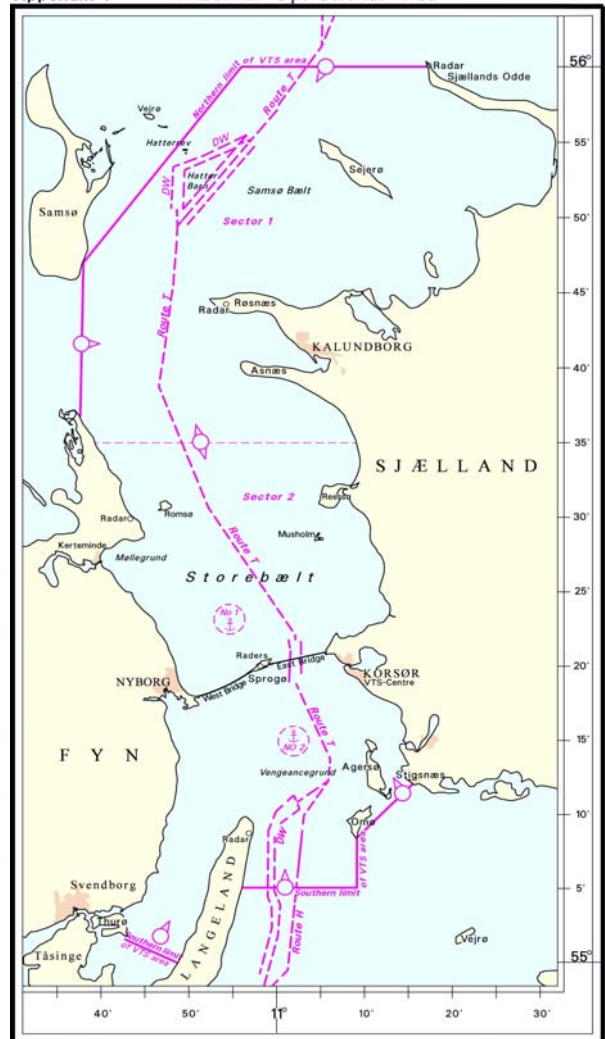 56°
Radar
Sjællands Odde
Northern limit of VTS area
Route T
Vejrø
55'
Hatterrev
DW
Hatter Barn
DW
Sejerø
Samsø Bælt
Samsø
Sector 1
50'
45'
Røsnæs
Radar
Route T
KALUNDBORG
40'
Asnæs
35'
SJÆLLAND
Sector 2
Reersø
Romsø
30'
Radar
Route T
Musholm
Kerteminde
Møllegrund
Storebælt
25'
No 1
Raders
East Bridge
20'
NYBORG
West Bridge
Sprogø
KORSØR
VTS-Centre
Route T
NO 2
15'
FYN
Agersø
Vengeancegrund
Stigsnæs
10'
Omø
DW
Radar
of VTS area
Southern limit
5'
Svendborg
LANGELAND
Route H
Thurø
Southern limit
of VTS area
Vejrø
Tåsinge
55°
40'
50'
11°
10'
20'
30'